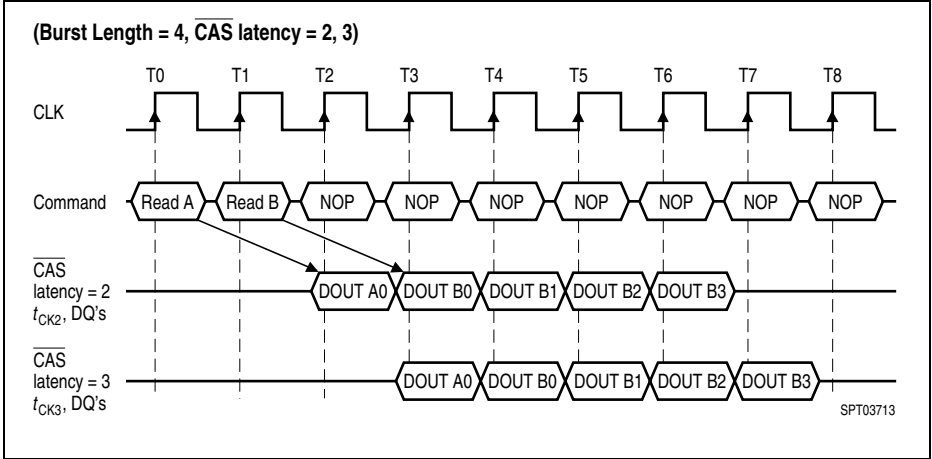 (Burst Length = 4, CAS latency = 2, 3)
T0 T1 T2 T3 T4 T5 T6 T7 T8
CLK
Command Read A Read B NOP NOP NOP NOP NOP NOP NOP
CAS
latency = 2 DOUT A0 DOUT B0 DOUT B1 DOUT B2 DOUT B3
tCK2, DQ's
CAS
latency = 3 DOUT A0 DOUT B0 DOUT B1 DOUT B2 DOUT B3
tCK3, DQ's
SPT03713